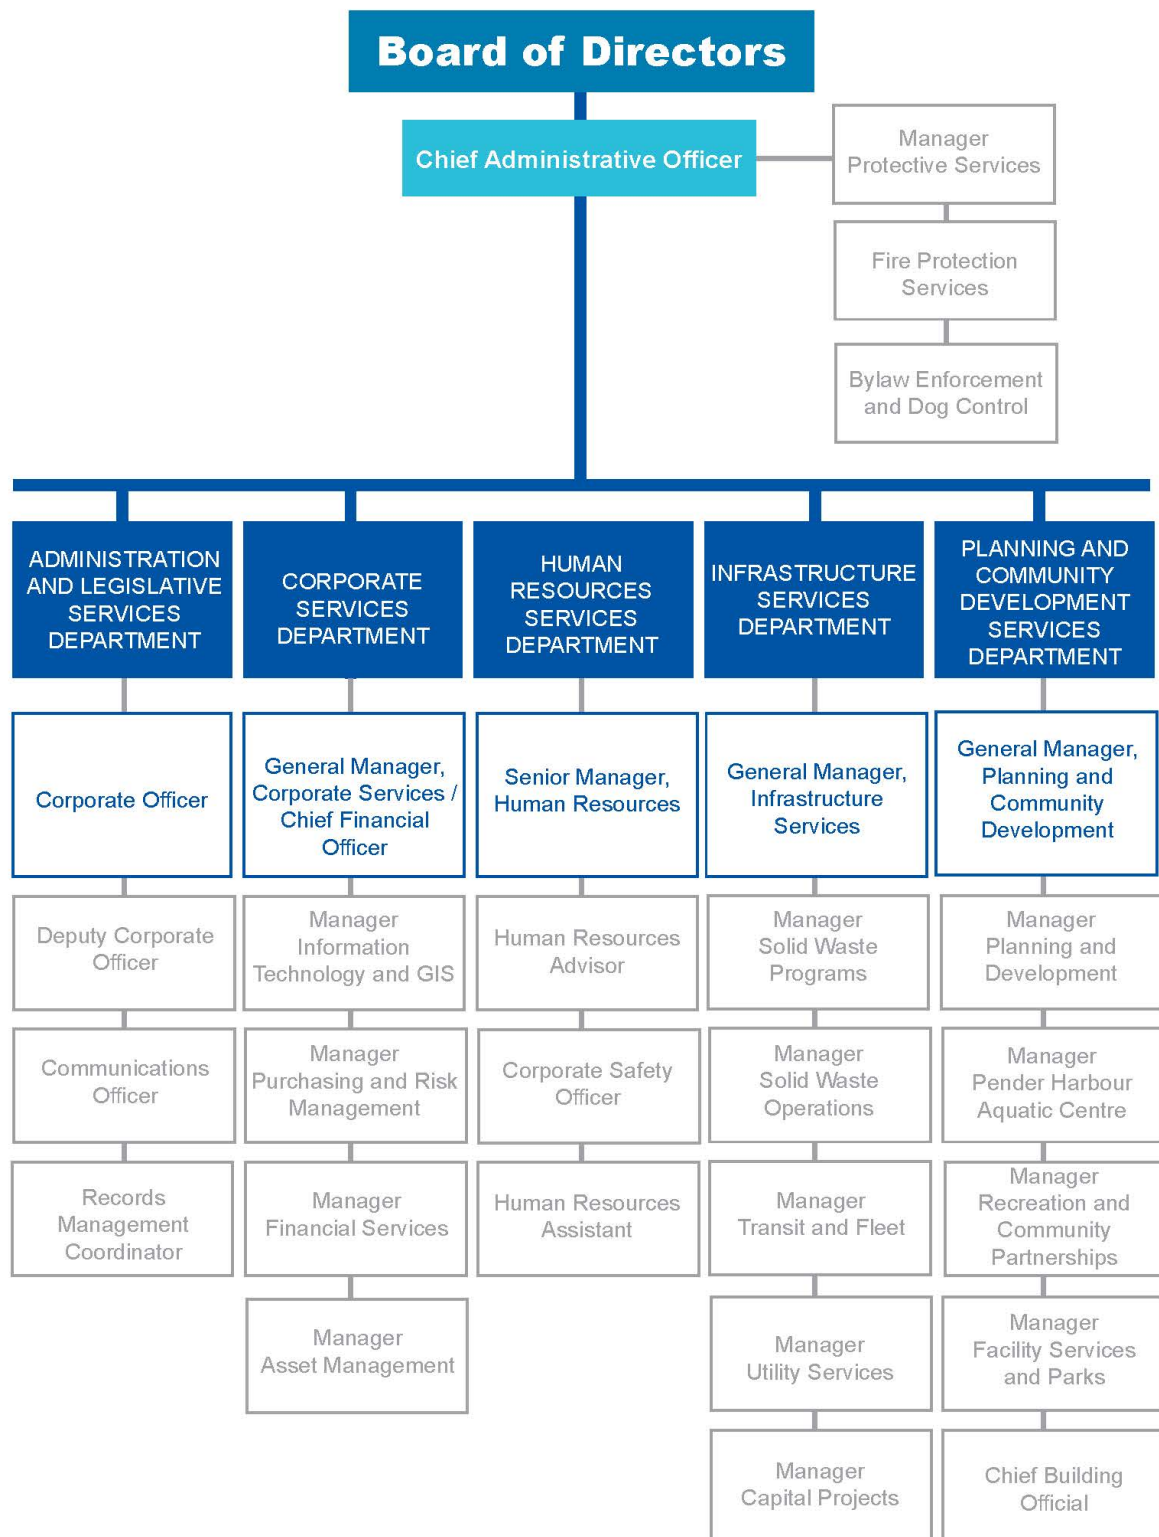 Board of Directors
Chief Administrative Officer
Manager
Protective Services
Fire Protection
Services
Bylaw Enforcement
and Dog Control
ADMINISTRATION
AND LEGISLATIVE
SERVICES
DEPARTMENT
CORPORATE
SERVICES
DEPARTMENT
HUMAN
RESOURCES
SERVICES
DEPARTMENT
INFRASTRUCTURE
SERVICES
DEPARTMENT
PLANNING AND
COMMUNITY
DEVELOPMENT
SERVICES
DEPARTMENT
Corporate Officer
General Manager,
Corporate Services /
Chief Financial
Officer
Senior Manager,
Human Resources
General Manager,
Infrastructure
Services
General Manager,
Planning and
Community
Development
Deputy Corporate
Officer
Manager
Information
Technology and GIS
Human Resources
Advisor
Manager
Solid Waste
Programs
Manager
Planning and
Development
Communications
Officer
Manager
Purchasing and Risk
Management
Corporate Safety
Officer
Manager
Solid Waste
Operations
Manager
Pender Harbour
Aquatic Centre
Records
Management
Coordinator
Manager
Financial Services
Human Resources
Assistant
Manager
Transit and Fleet
Manager
Recreation and
Community
Partnerships
Manager
Asset Management
Manager
Utility Services
Manager
Facility Services
and Parks
Manager
Capital Projects
Chief Building
Official